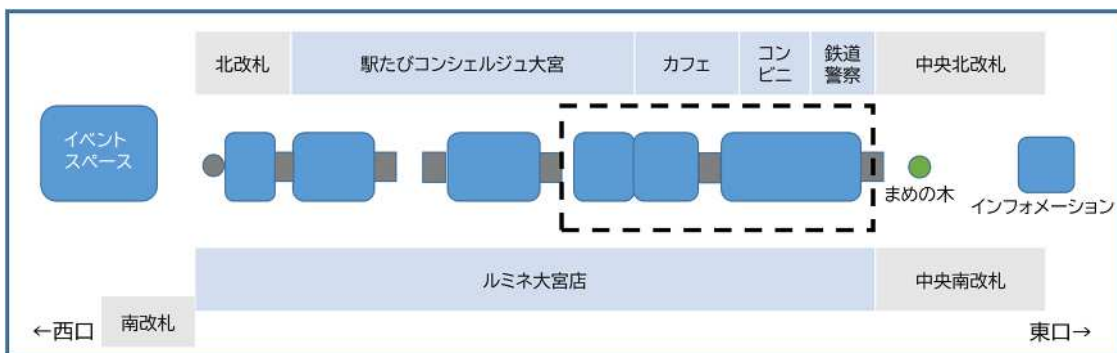 北改札
駅たびコンシェルジュ大宮
カフェ
コン
ビニ
鉄道
警察
中央北改札
イベント
スペース
まめの木
インフォメーション
ルミネ大宮店
中央南改札
←西口
南改札
東口→